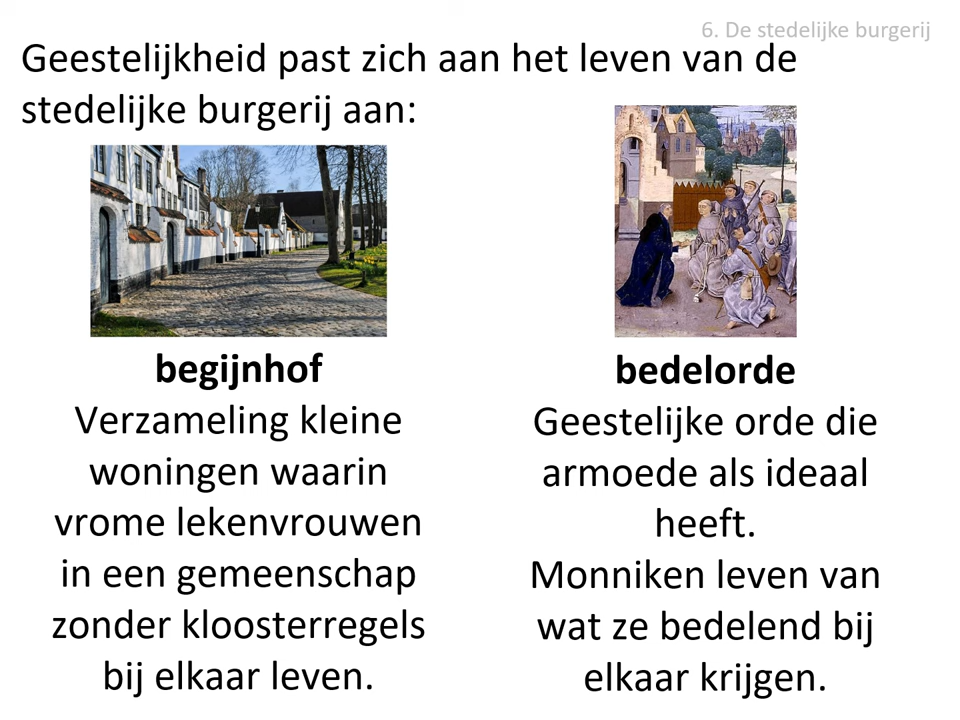 6. De stedelijke burgerij
Geestelijkheid past zich aan het leven van de
stedelijke burgerij aan:
begijnhof
Verzameling kleine
woningen waarin
vrome lekenvrouwen
in een gemeenschap
zonder kloosterregels
bij elkaar leven.
bedelorde
Geestelijke orde die
armoede als ideaal
heeft.
Monniken leven van
wat ze bedelend bij
elkaar krijgen.